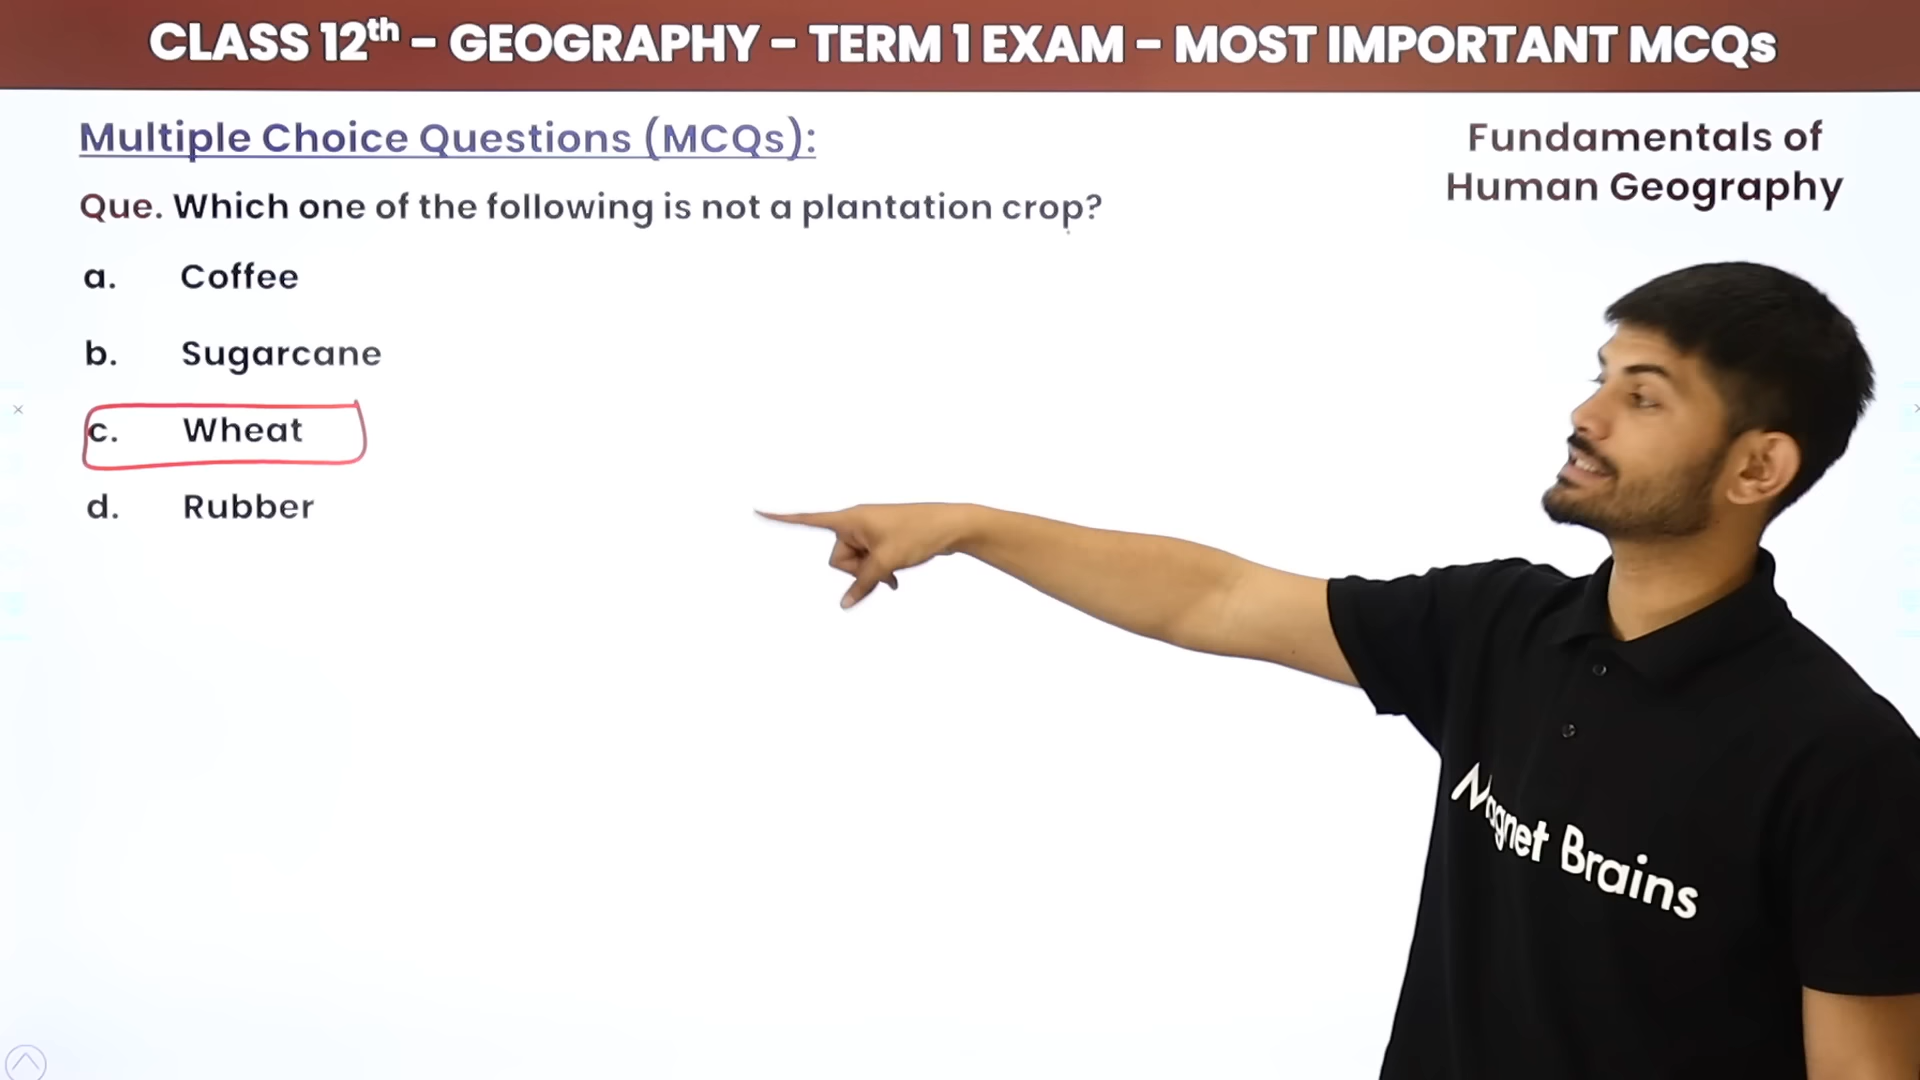 CLASS 12th - GEOGRAPHY - TERM 1 EXAM - MOST IMPORTANT MCQs
Multiple Choice Questions (MCQs):
Fundamentals of
Human Geography
Que. Which one of the following is not a plantation crop?
a. Coffee
b. Sugarcane
c. Wheat
d. Rubber
Magnet Brains